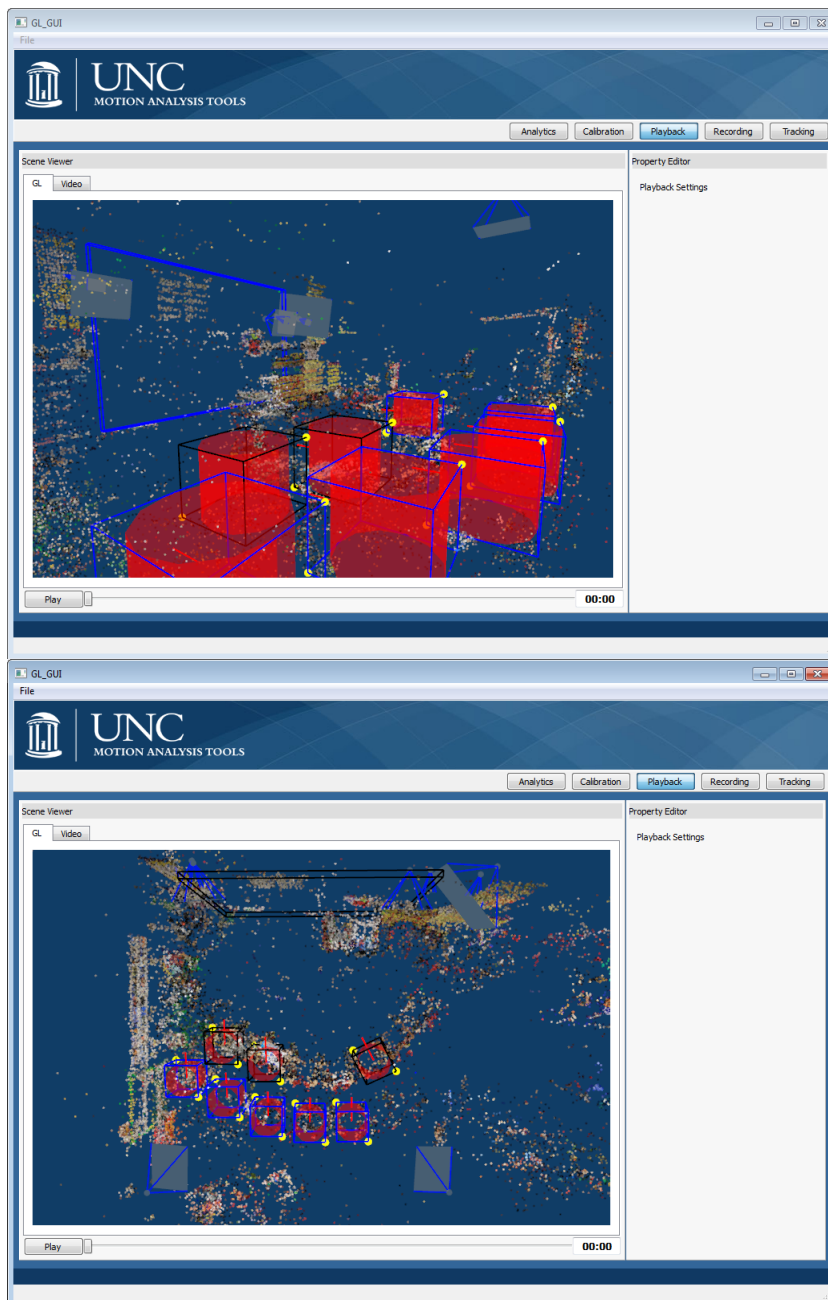 GL_GUI
File
UNC
MOTION ANALYSIS TOOLS
Analytics Calibration Playback Recording Tracking
Scene Viewer Property Editor
GL Video Playback Settings
Play 00:00
GL_GUI
File
UNC
MOTION ANALYSIS TOOLS
Analytics Calibration Playback Recording Tracking
Scene Viewer Property Editor
GL Video Playback Settings
Play 00:00